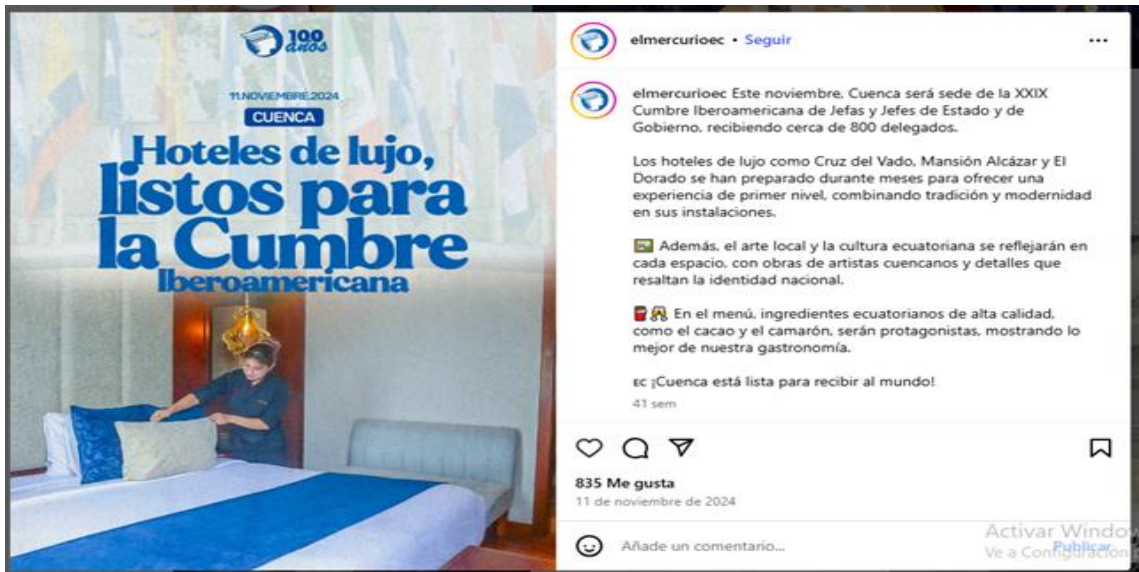 100
años
11.NOVIEMBRE.2024
CUENCA
Hoteles de lujo,
listos para
la Cumbre
Iberoamericana
elmercurioec • Seguir
elmercurioec Este noviembre, Cuenca será sede de la XXIX
Cumbre Iberoamericana de Jefas y Jefes de Estado y de
Gobierno, recibiendo cerca de 800 delegados.
Los hoteles de lujo como Cruz del Vado, Mansión Alcázar y El
Dorado se han preparado durante meses para ofrecer una
experiencia de primer nivel, combinando tradición y modernidad
en sus instalaciones.
Además, el arte local y la cultura ecuatoriana se reflejarán en
cada espacio, con obras de artistas cuencanos y detalles que
resaltan la identidad nacional.
En el menú, ingredientes ecuatorianos de alta calidad,
como el cacao y el camarón, serán protagonistas, mostrando lo
mejor de nuestra gastronomía.
EC ¡Cuenca está lista para recibir al mundo!
41 sem
835 Me gusta
11 de noviembre de 2024
Añade un comentario...
Publicar
Activar Window
Ve a Configuración